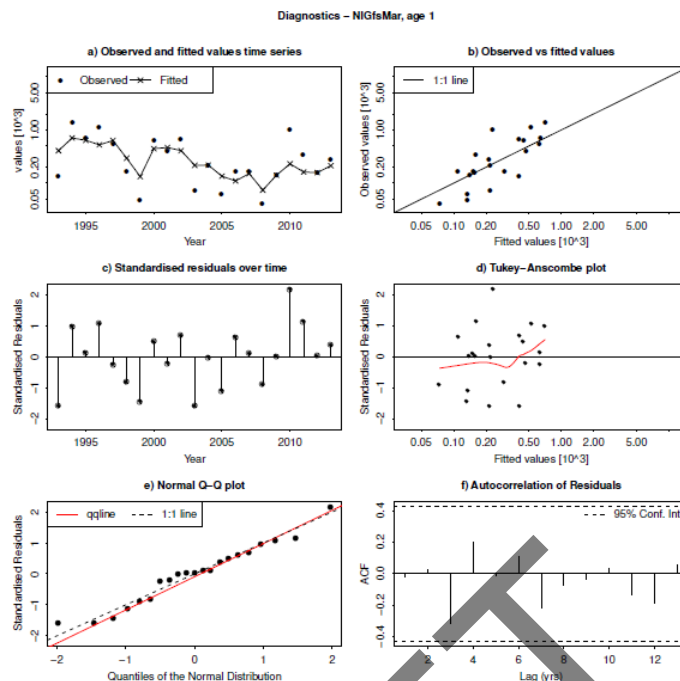 Diagnostics – NIGfsMar, age 1
a) Observed and fitted values time series
Observed Fitted
values [10^3]
0.05 0.20 1.00 5.00
1995 2000 2005 2010
Year
b) Observed vs fitted values
1:1 line
Observed values [10^3]
0.05 0.20 1.00 5.00
0.05 0.10 0.20 0.50 1.00 2.00 5.00
Fitted values [10^3]
c) Standardised residuals over time
Standardised Residuals
−2 −1 0 1 2
1995 2000 2005 2010
Year
d) Tukey−Anscombe plot
Standardised Residuals
−2 −1 0 1 2
0.05 0.10 0.20 0.50 1.00 2.00 5.00
Fitted values [10^3]
e) Normal Q−Q plot
qqline 1:1 line
Standardised Residuals
−2 −1 0 1 2
−2 −1 0 1 2
Quantiles of the Normal Distribution
f) Autocorrelation of Residuals
95% Conf. Int
ACF
−0.4 −0.2 0.0 0.2 0.4
2 4 6 8 10 12
Lag (yrs)